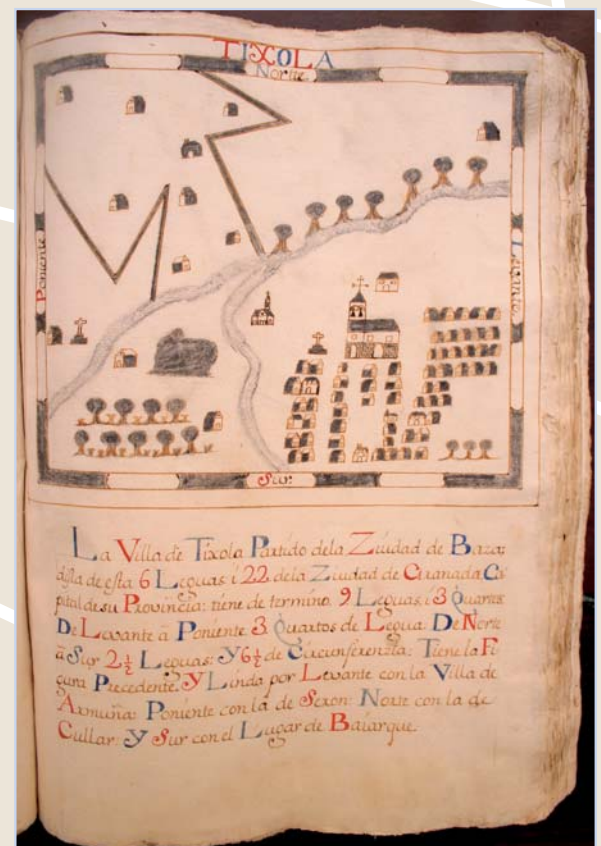 TIXOLA
Norte
Poniente
Levante
Sur
La Villa de Tixola Partido dela Ziudad de Baza;
dista de esta 6 Leguas i 22 dela Ziudad de Granada Ca
pital de su Provincia: tiene de termino 9 Leguas i 3 Quartos
De Levante â Poniente 3 Quartos de Legua: De Norte
â Sur 2½ Leguas: Y 6½ de Circunferenzia: Tiene la Fi
gura Precedente. Y Linda por Levante con la Villa de
Armuña: Poniente con la de Seron: Norte con la de
Cullar: Y Sur con el Lugar de Baiarque